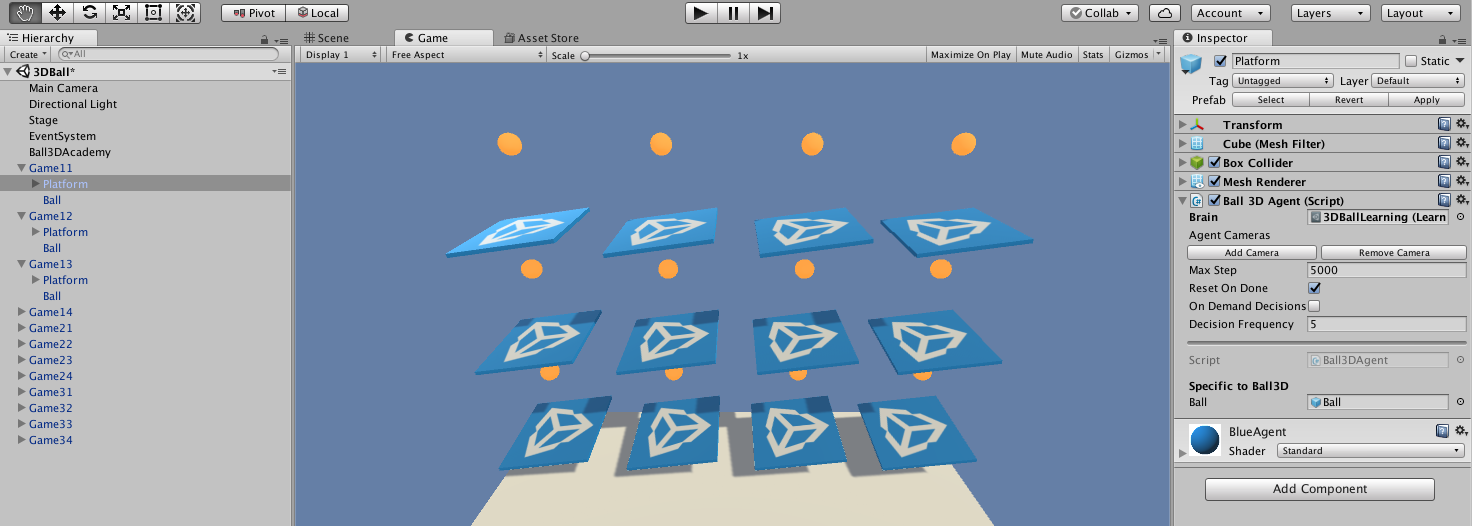 Pivot Local Collab Account Layers Layout
Hierarchy
Create All
3DBall*
Main Camera
Directional Light
Stage
EventSystem
Ball3DAcademy
Game11
Platform
Ball
Game12
Platform
Ball
Game13
Platform
Ball
Game14
Game21
Game22
Game23
Game24
Game31
Game32
Game33
Game34
Scene Game Asset Store
Display 1 Free Aspect Scale 1x Maximize On Play Mute Audio Stats Gizmos
Inspector
Platform Static
Tag Untagged Layer Default
Prefab Select Revert Apply
Transform
Cube (Mesh Filter)
Box Collider
Mesh Renderer
Ball 3D Agent (Script)
Brain 3DBallLearning (Learn
Agent Cameras
Add Camera Remove Camera
Max Step 5000
Reset On Done
On Demand Decisions
Decision Frequency 5
Script Ball3DAgent
Specific to Ball3D
Ball Ball
BlueAgent
Shader Standard
Add Component